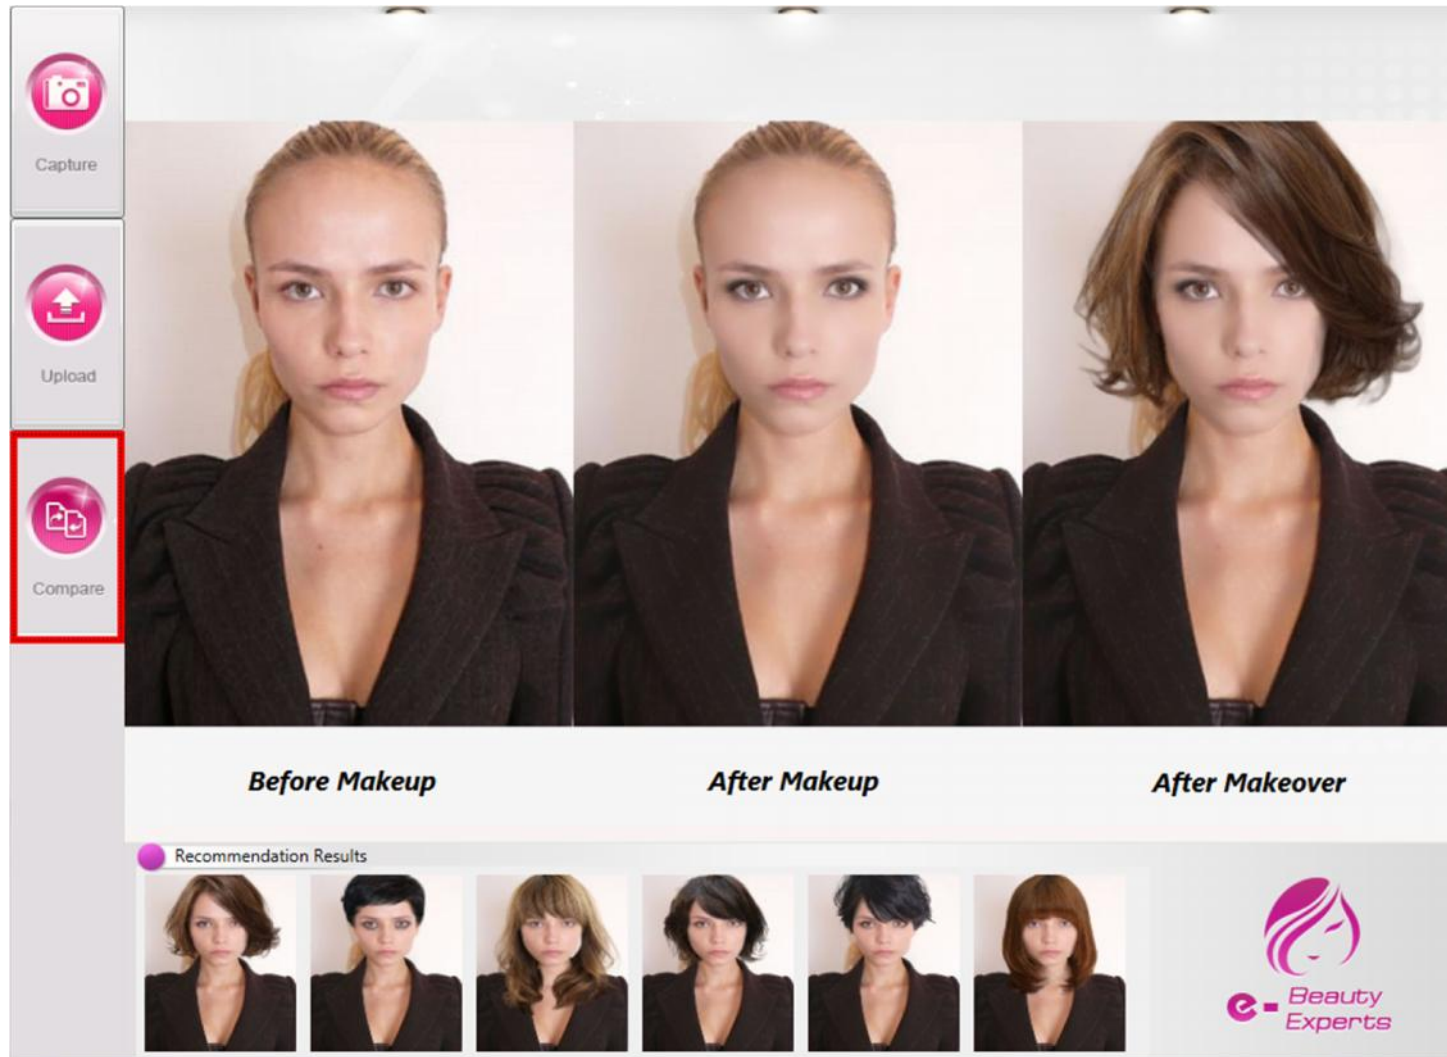 Capture
Upload
Compare
Before Makeup
After Makeup
After Makeover
Recommendation Results
e-
Beauty
Experts